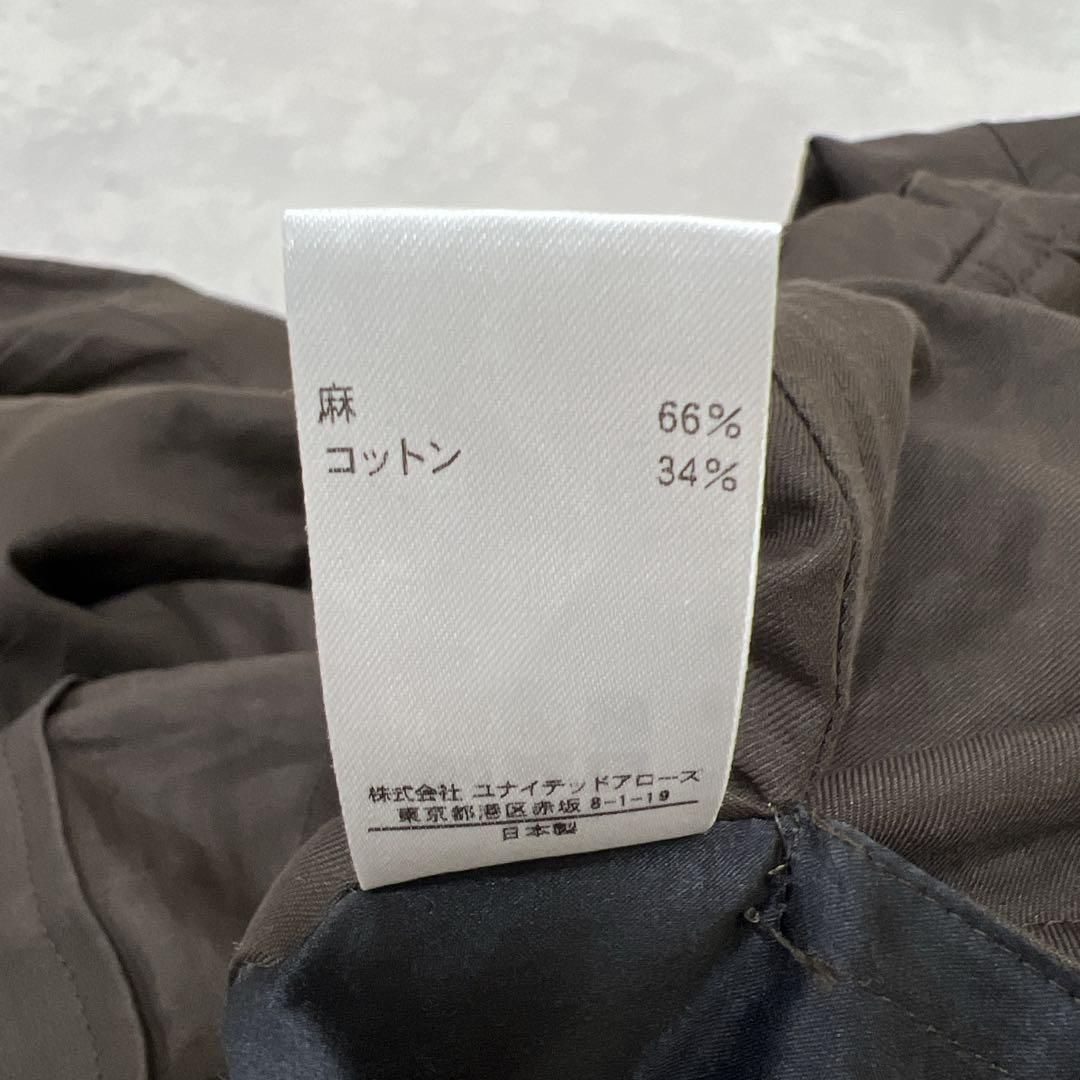 麻 66%
コットン 34%
株式会社 ユナイテッドアローズ
東京都港区赤坂 8-1-19
日本製